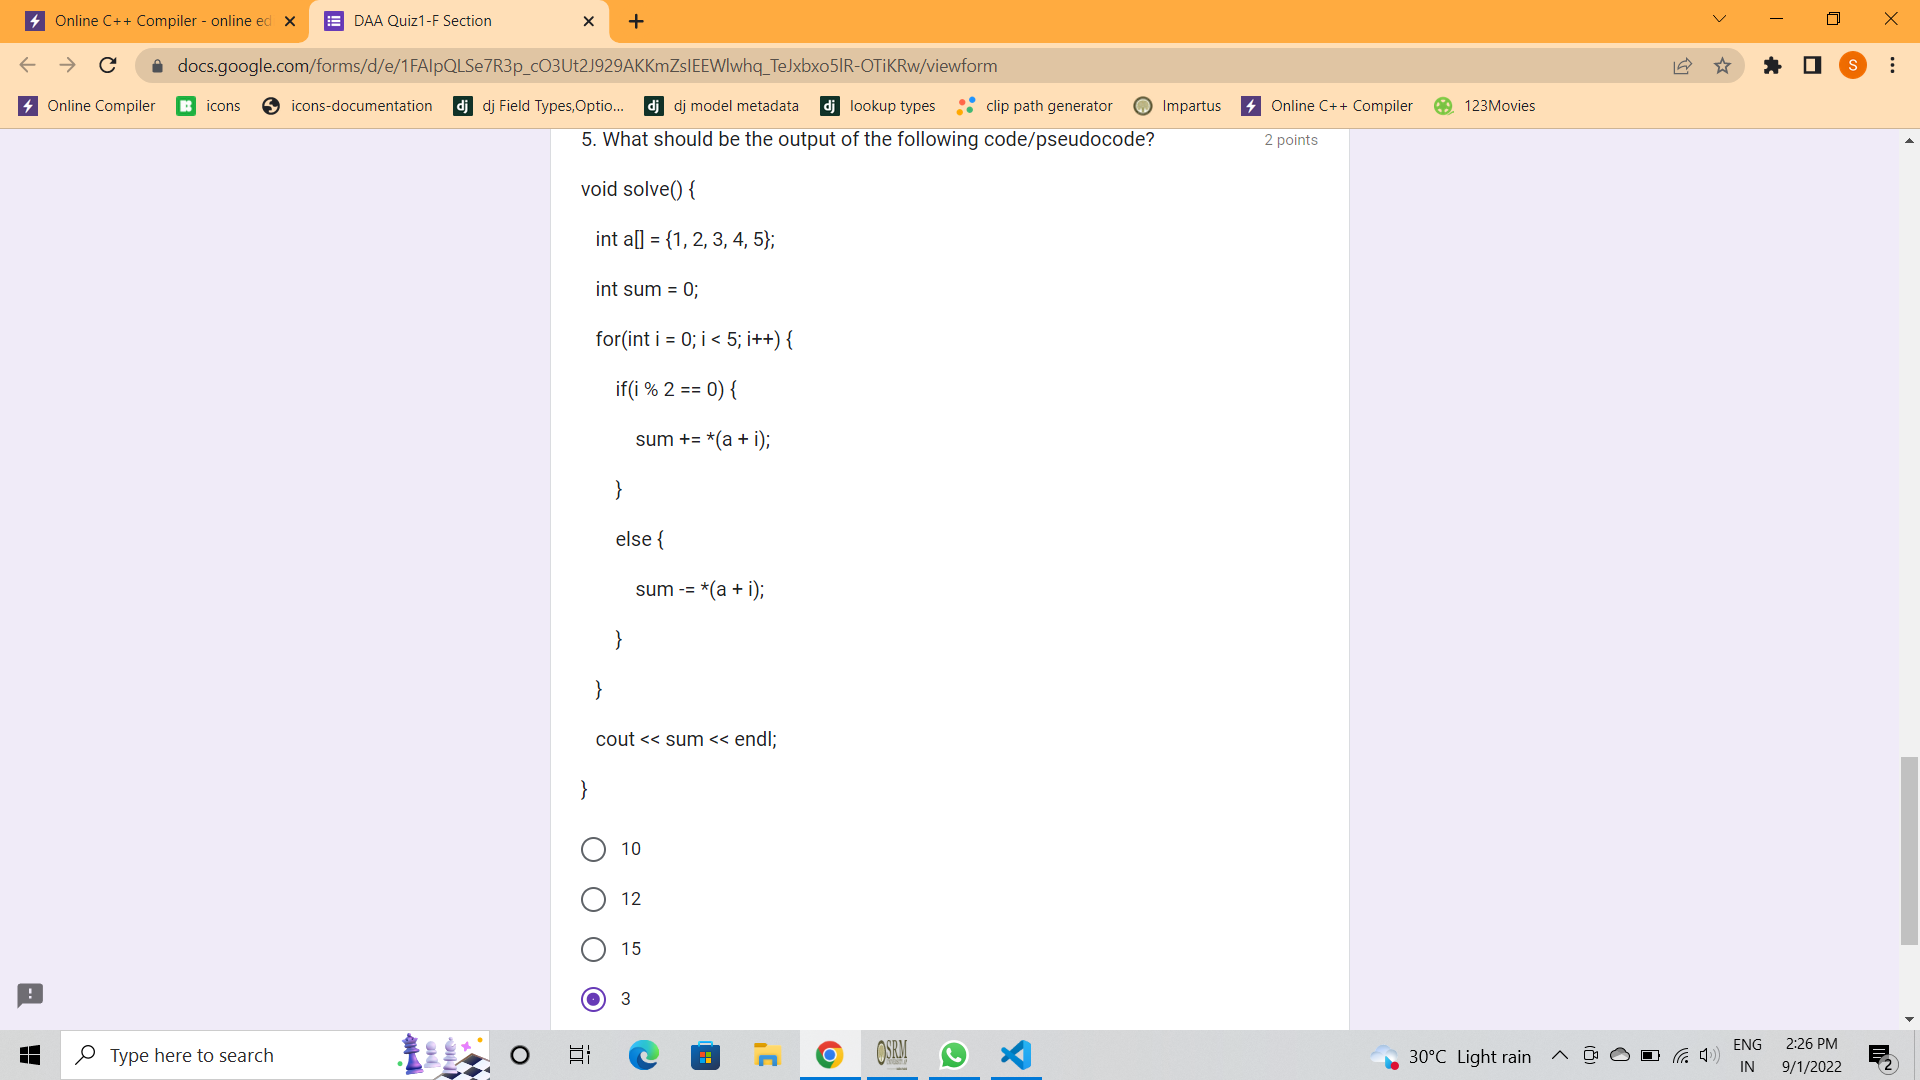 Online C++ Compiler - online ed
DAA Quiz1-F Section
docs.google.com/forms/d/e/1FAIpQLSe7R3p_cO3Ut2J929AKKmZsIEEWlwhq_TeJxbxo5lR-OTiKRw/viewform
S
Online Compiler
icons
icons-documentation
dj Field Types,Optio...
dj model metadata
lookup types
clip path generator
Impartus
Online C++ Compiler
123Movies
5. What should be the output of the following code/pseudocode?
2 points
void solve() {
int a[] = {1, 2, 3, 4, 5};
int sum = 0;
for(int i = 0; i < 5; i++) {
if(i % 2 == 0) {
sum += *(a + i);
}
else {
sum -= *(a + i);
}
}
cout << sum << endl;
}
10
12
15
3
Type here to search
SRM
30°C Light rain
ENG
IN
2:26 PM
9/1/2022
2